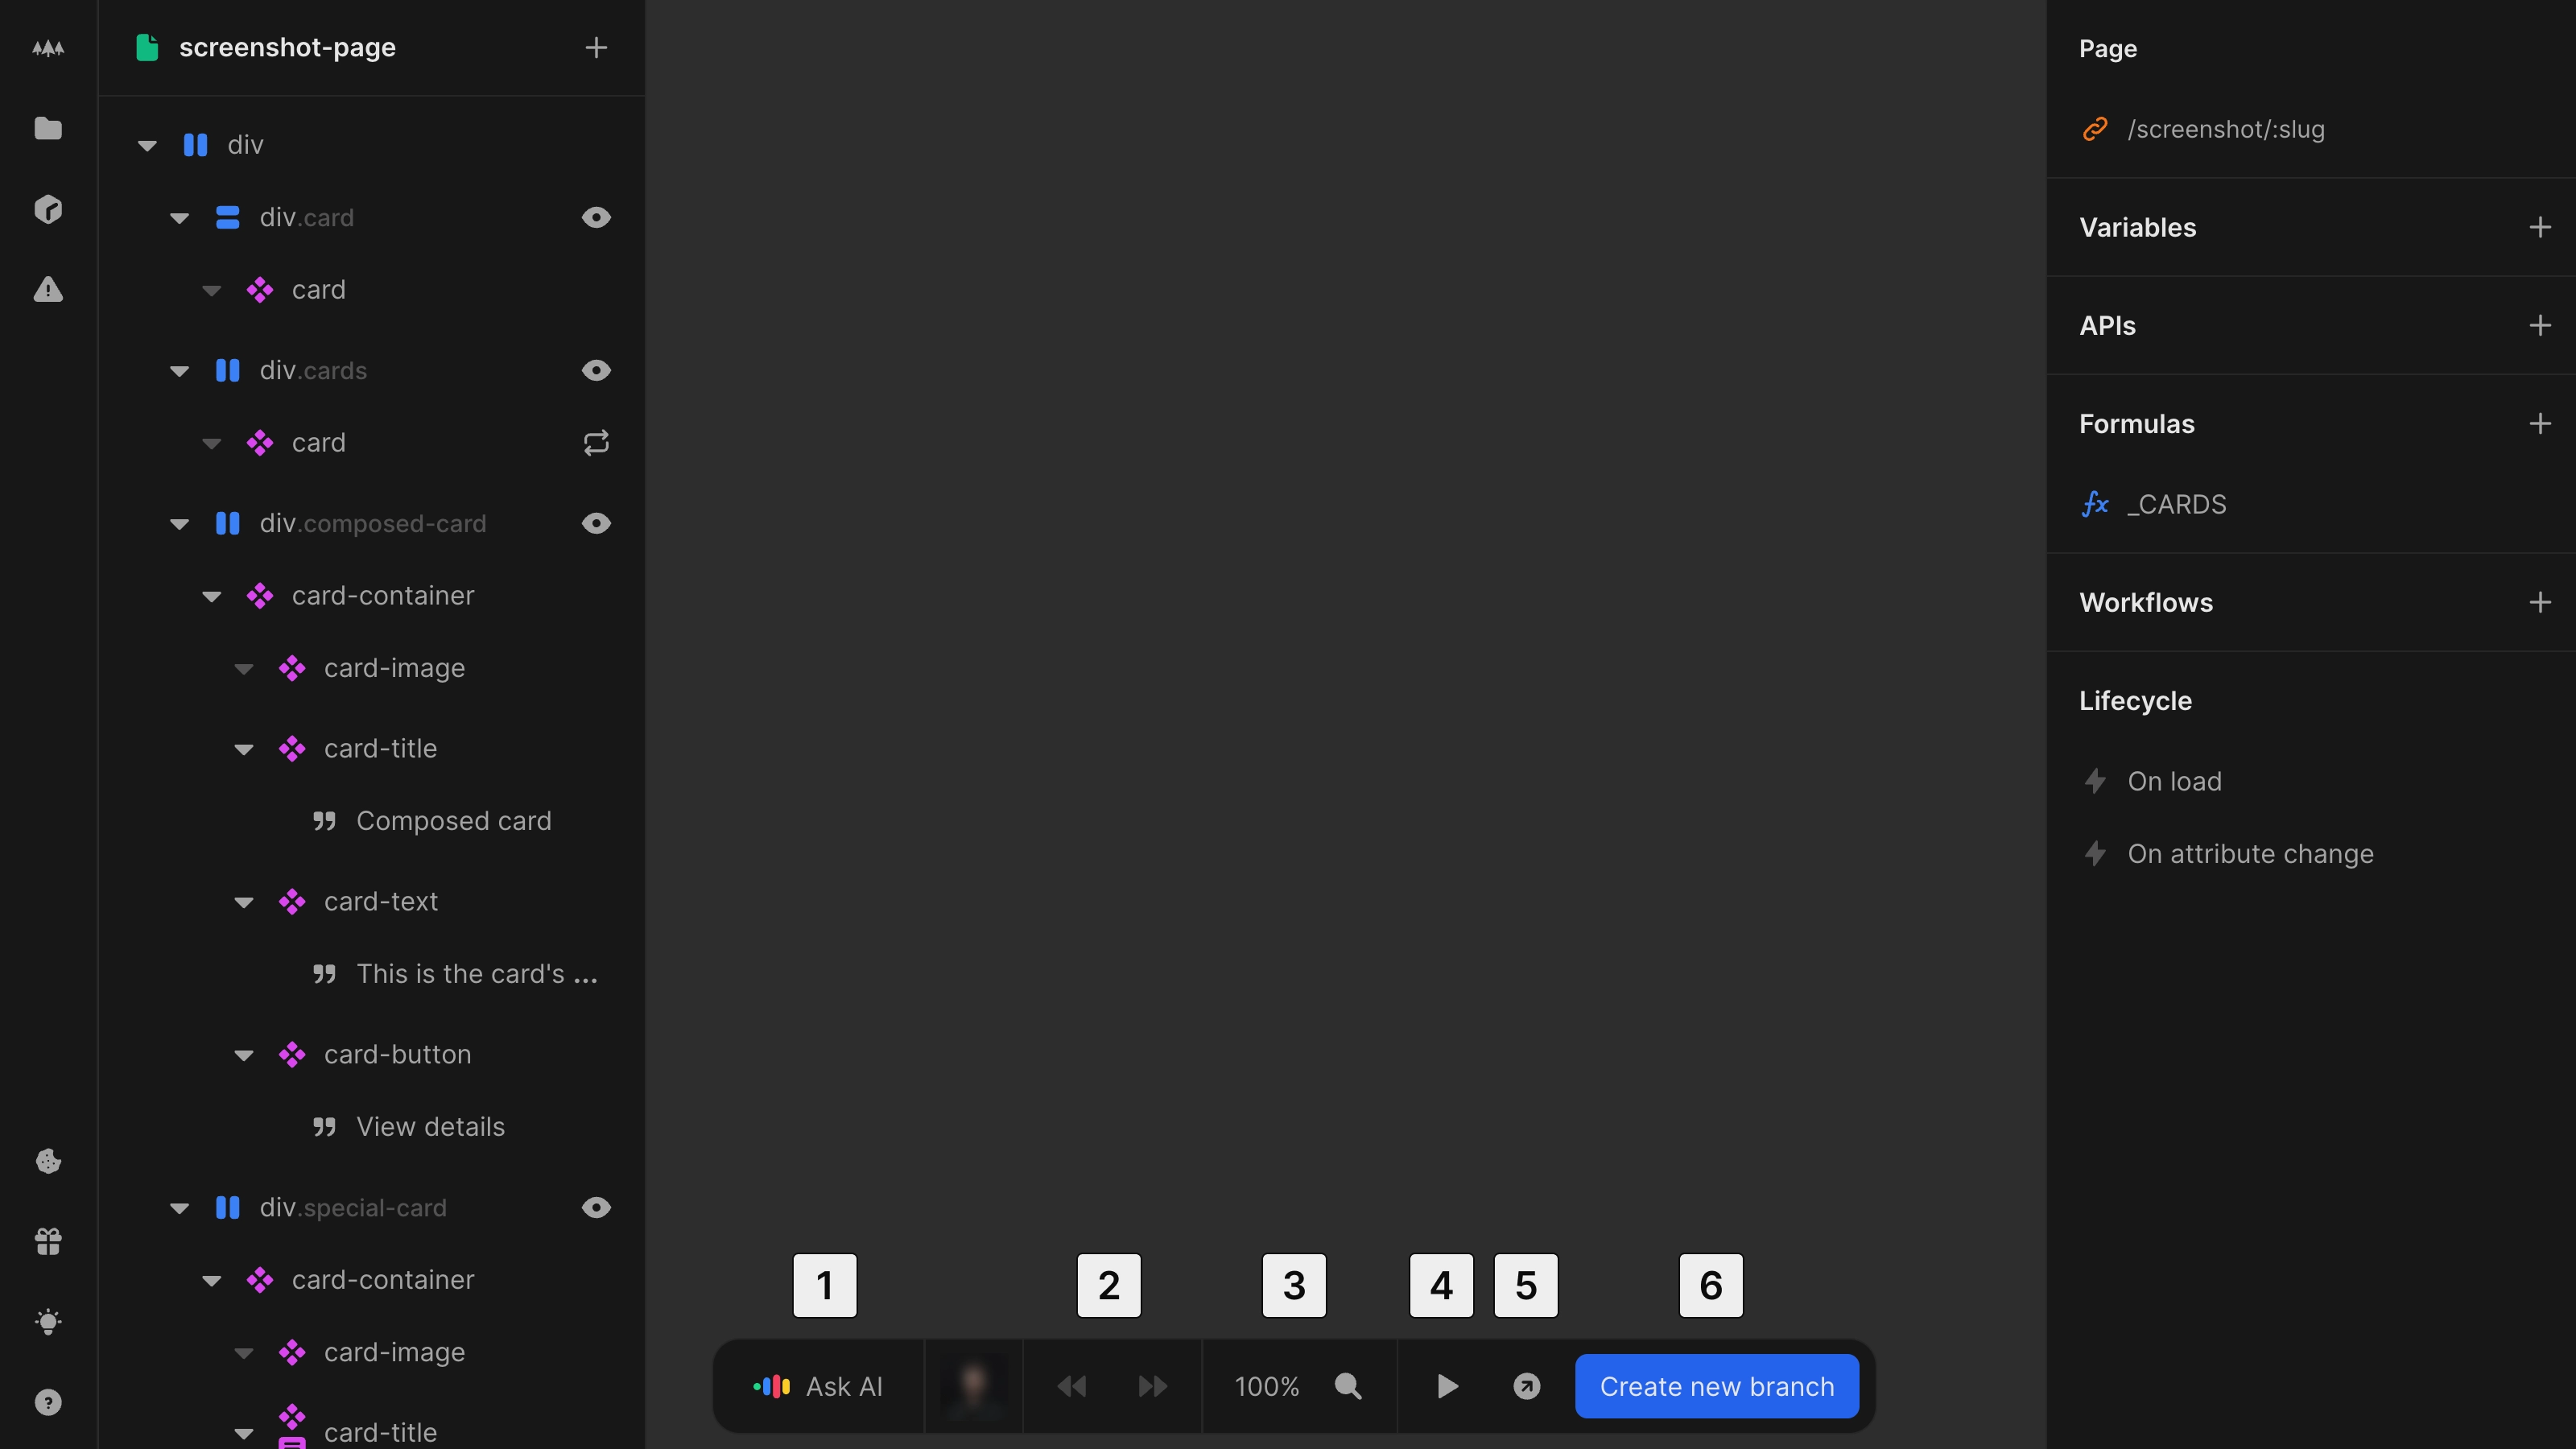 screenshot-page
div
div.card
card
div.cards
card
div.composed-card
card-container
card-image
card-title
Composed card
card-text
This is the card's ...
card-button
View details
div.special-card
card-container
card-image
card-title
1
2
3
4
5
6
Ask AI
100%
Create new branch
Page
/screenshot/:slug
Variables
APIs
Formulas
fx _CARDS
Workflows
Lifecycle
On load
On attribute change